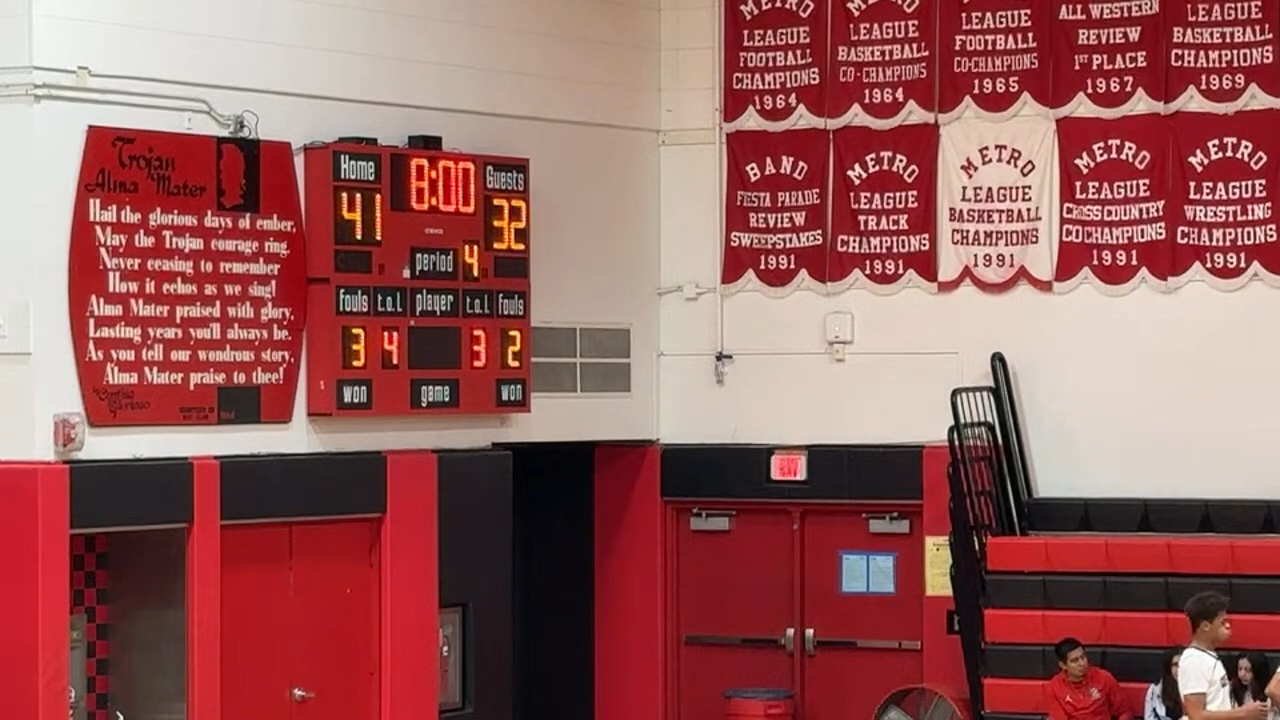 Trojan
Alma Mater
Hail the glorious days of ember,
May the Trojan courage ring.
Never ceasing to remember
How it echos as we sing!
Alma Mater praised with glory,
Lasting years you'll always be.
As you tell our wondrous story,
Alma Mater praise to thee!
Home
8:00
Guests
41
32
period
4
fouls
t.o.l
player
t.o.l
fouls
3
4
3
2
won
game
won
METRO
LEAGUE
FOOTBALL
CHAMPIONS
1964
METRO
LEAGUE
BASKETBALL
CO-CHAMPIONS
1964
LEAGUE
FOOTBALL
CO-CHAMPIONS
1965
ALL WESTERN
REVIEW
1ST PLACE
1967
LEAGUE
BASKETBALL
CHAMPIONS
1969
BAND
FIESTA PARADE
REVIEW
SWEEPSTAKES
1991
METRO
LEAGUE
TRACK
CHAMPIONS
1991
METRO
LEAGUE
BASKETBALL
CHAMPIONS
1991
METRO
LEAGUE
CROSS COUNTRY
CO CHAMPIONS
1991
METRO
LEAGUE
WRESTLING
CHAMPIONS
1991
EXIT